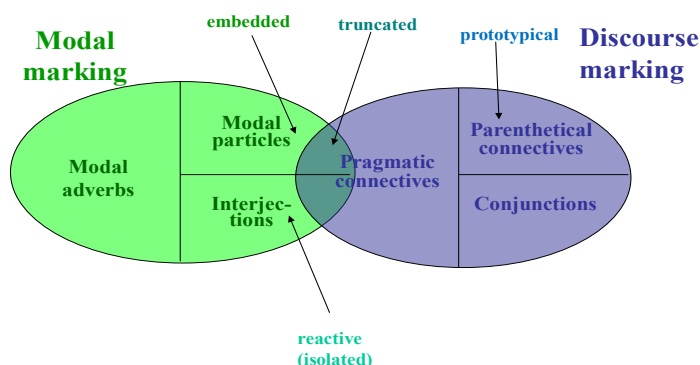 embedded
truncated
prototypical
Modal
marking
Discourse
marking
Modal
particles
Parenthetical
connectives
Modal
adverbs
Pragmatic
connectives
Interjec-
tions
Conjunctions
reactive
(isolated)